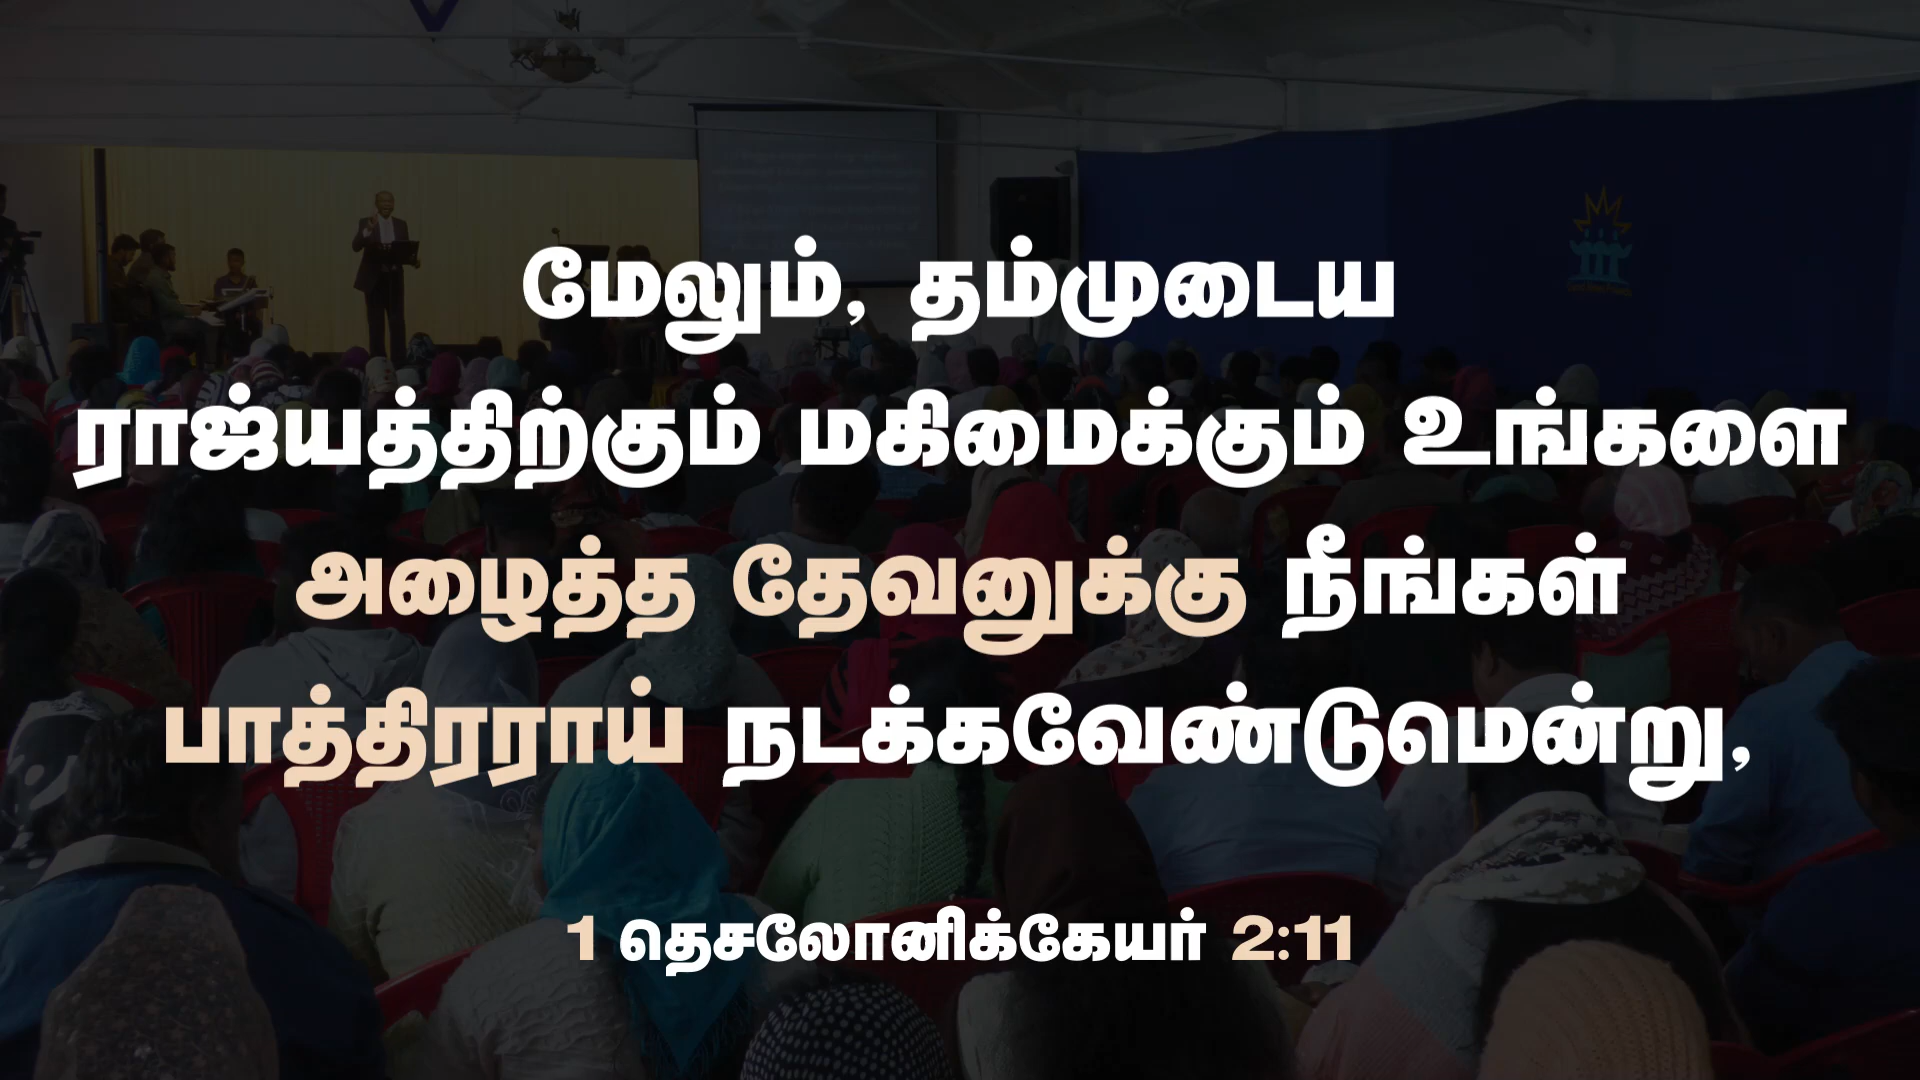 மேலும், தம்முடைய
ராஜ்யத்திற்கும் மகிமைக்கும் உங்களை
அழைத்த தேவனுக்கு நீங்கள்
பாத்திரராய் நடக்கவேண்டுமென்று,
1 தெசலோனிக்கேயர் 2:11